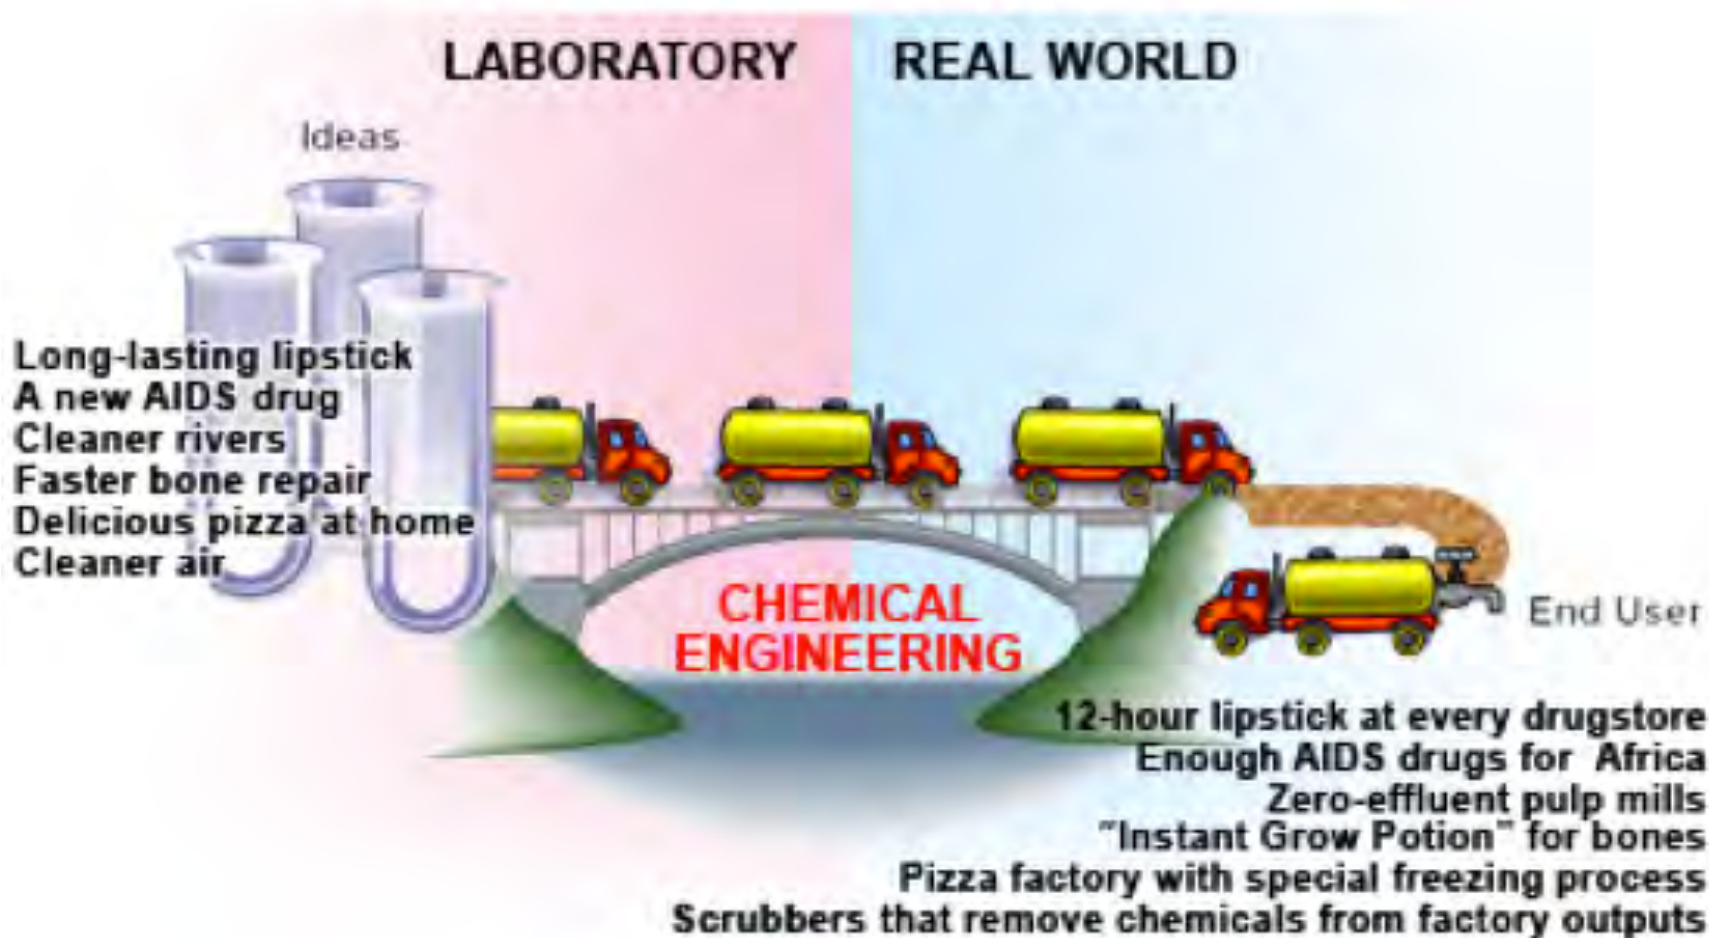 LABORATORY
REAL WORLD
Ideas
Long-lasting lipstick
A new AIDS drug
Cleaner rivers
Faster bone repair
Delicious pizza at home
Cleaner air
CHEMICAL
ENGINEERING
End User
12-hour lipstick at every drugstore
Enough AIDS drugs for Africa
Zero-effluent pulp mills
"Instant Grow Potion" for bones
Pizza factory with special freezing process
Scrubbers that remove chemicals from factory outputs